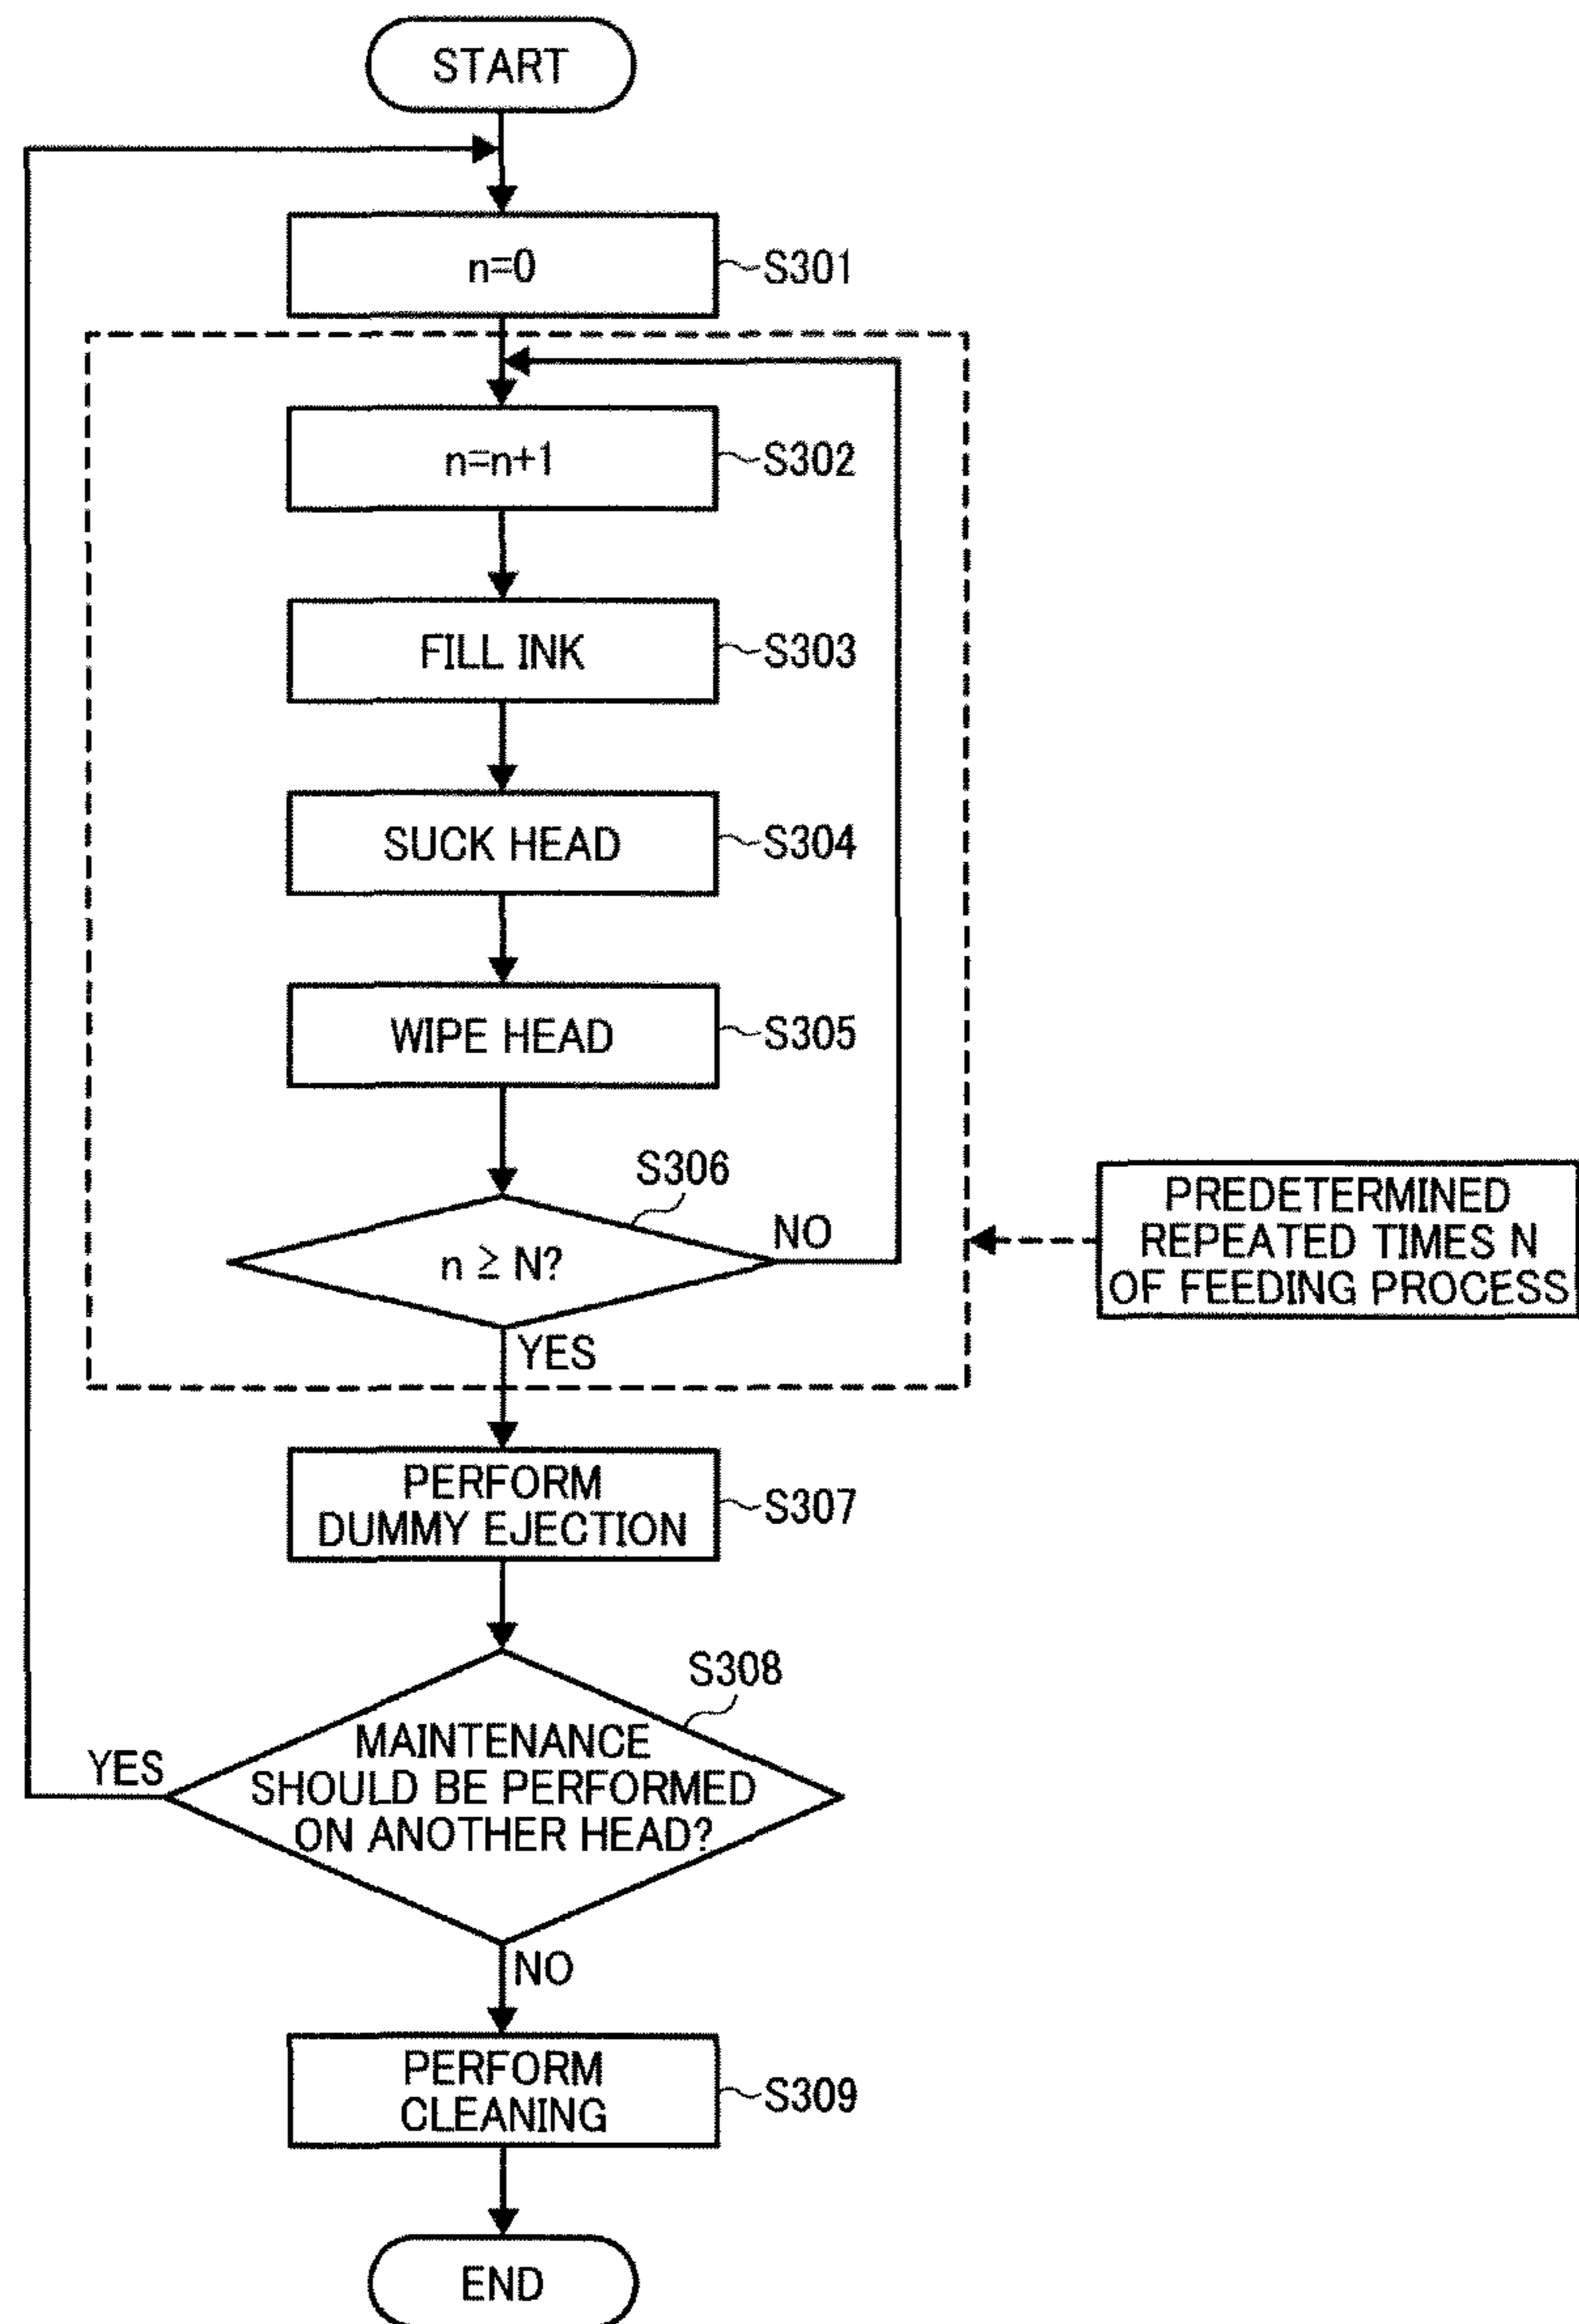 START
n=0
S301
n=n+1
S302
FILL INK
S303
SUCK HEAD
S304
WIPE HEAD
S305
S306
n ≥ N?
NO
YES
PREDETERMINED
REPEATED TIMES N
OF FEEDING PROCESS
PERFORM
DUMMY EJECTION
S307
S308
MAINTENANCE
SHOULD BE PERFORMED
ON ANOTHER HEAD?
YES
NO
PERFORM
CLEANING
S309
END